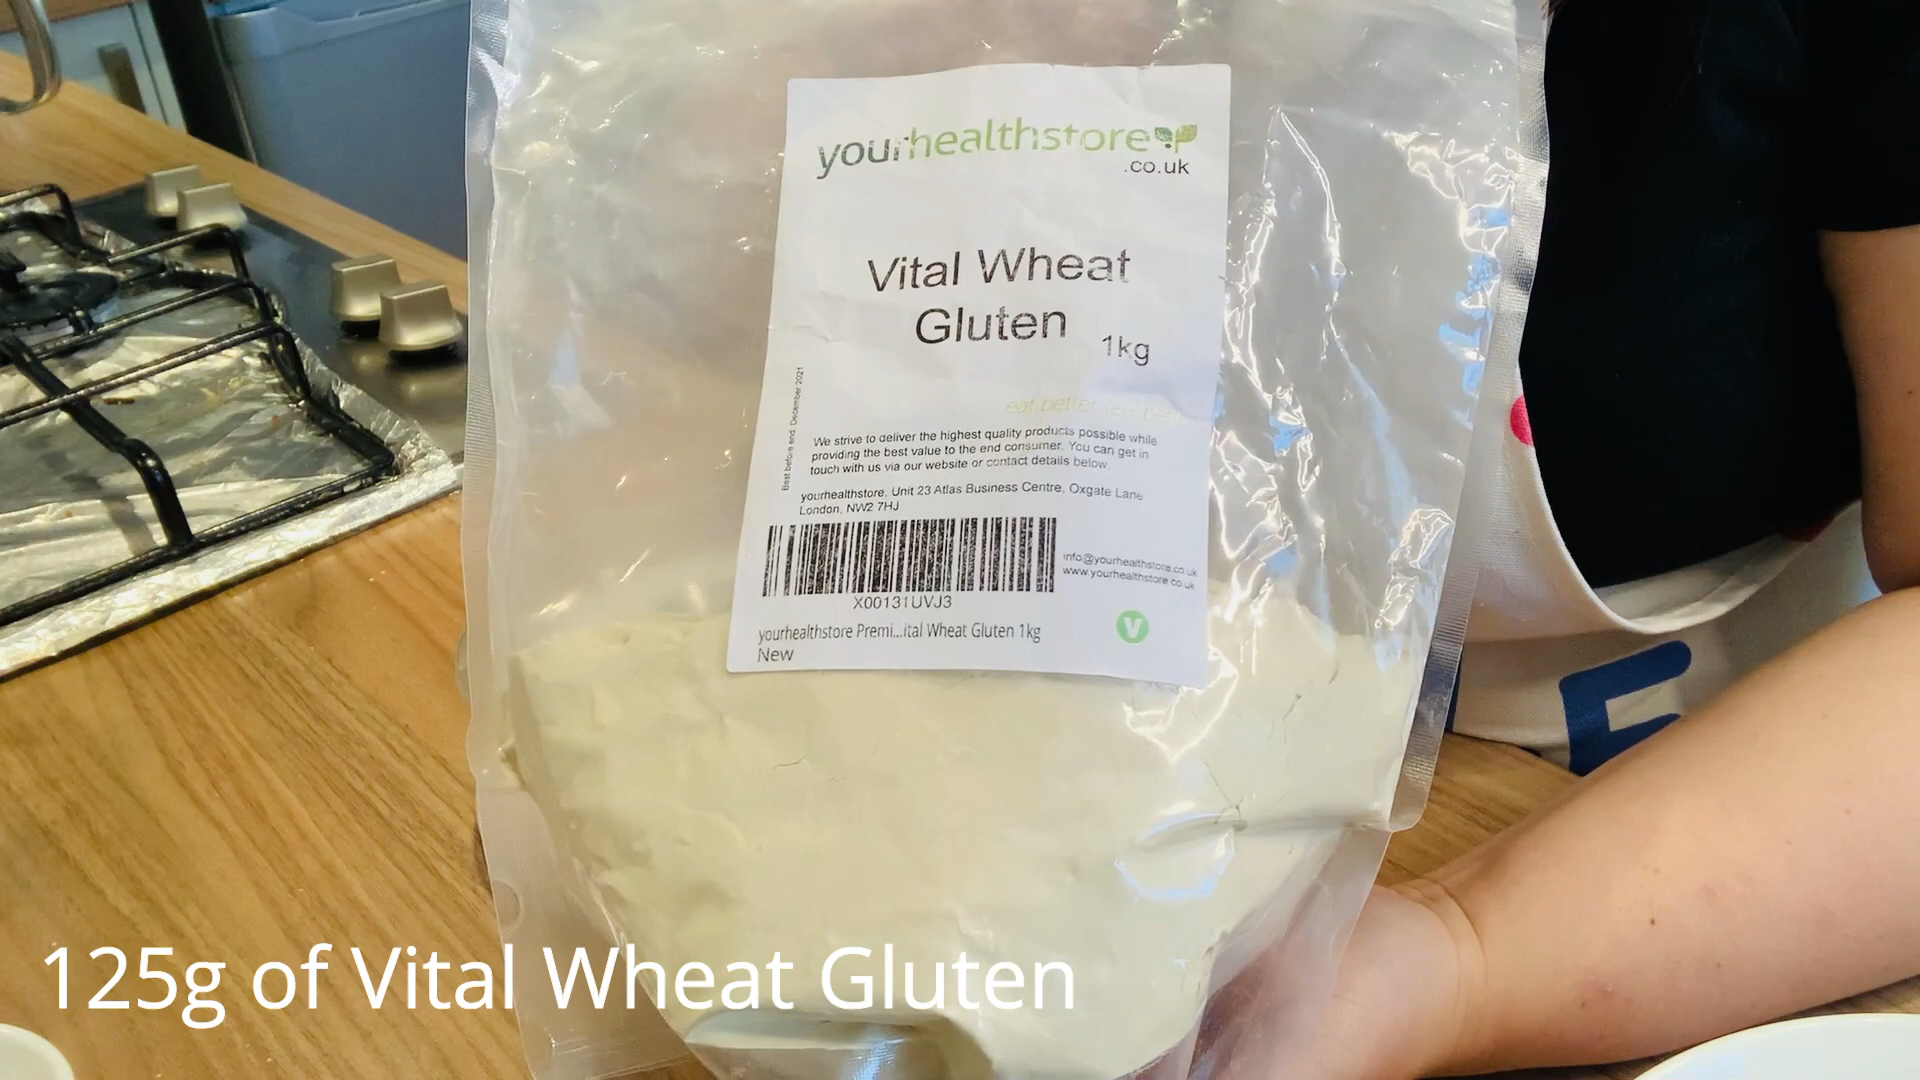 yourhealthstore
.co.uk
Vital Wheat
Gluten
1kg
eat better
Best before end: December 2021
We strive to deliver the highest quality products possible while
providing the best value to the end consumer. You can get in
touch with us via our website or contact details below.
yourhealthstore, Unit 23 Atlas Business Centre, Oxgate Lane
London, NW2 7HJ
info@yourhealthstore.co.uk
www.yourhealthstore.co.uk
X00131UVJ3
yourhealthstore Premi...ital Wheat Gluten 1kg
New
V
E
125g of Vital Wheat Gluten